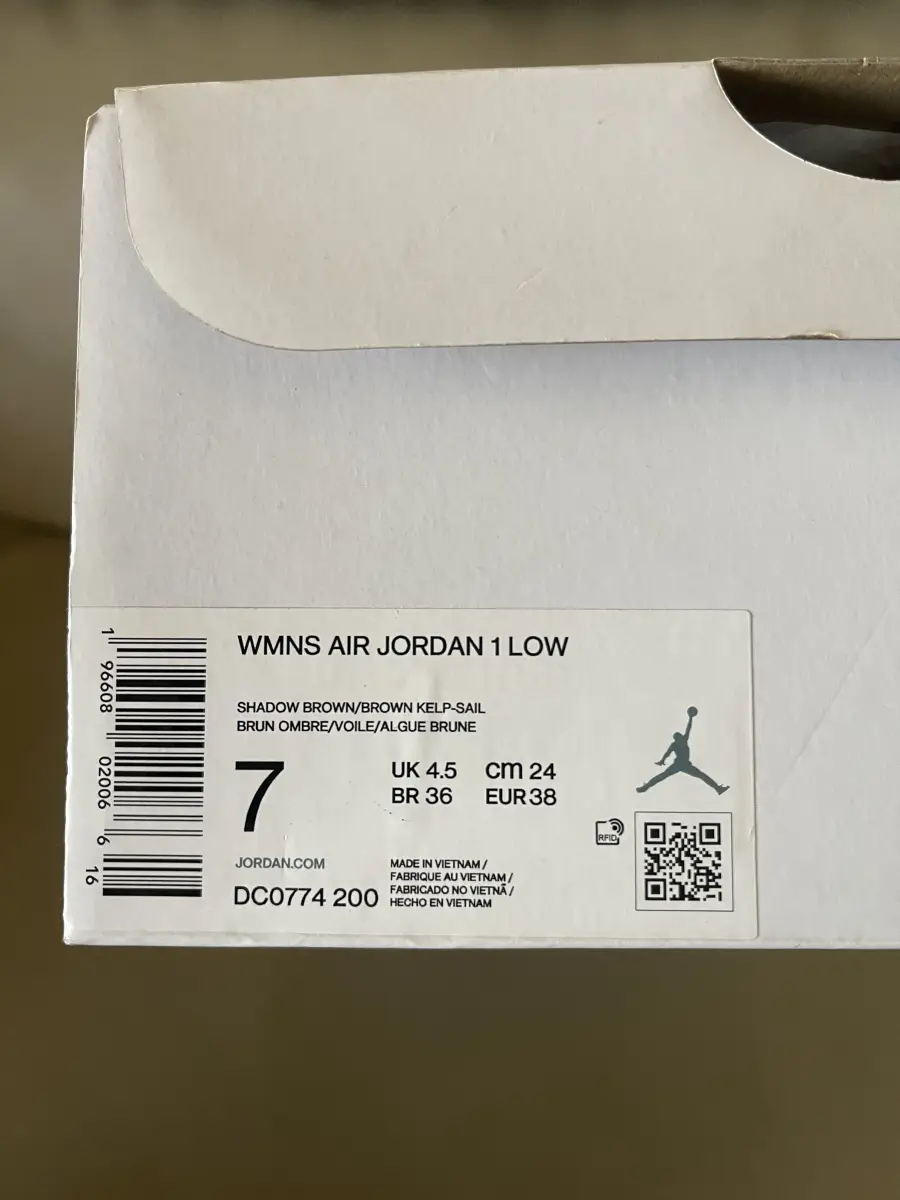 WMNS AIR JORDAN 1 LOW
SHADOW BROWN/BROWN KELP-SAIL
BRUN OMBRE/VOILE/ALGUE BRUNE
7
UK 4.5 CM 24
BR 36 EUR 38
JORDAN.COM
DC0774 200
MADE IN VIETNAM /
FABRIQUE AU VIETNAM /
FABRICADO NO VIETNÃ /
HECHO EN VIETNAM
RFID
1 96608 02006 6 16